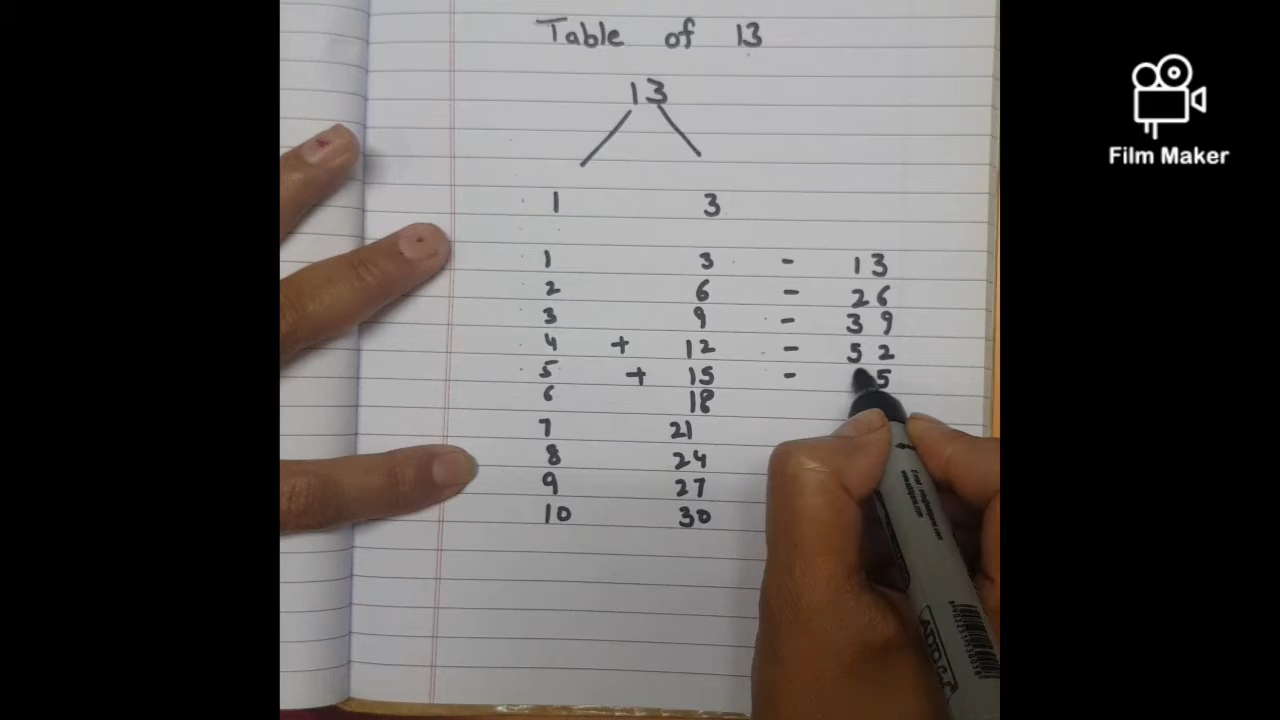 Table of 13
13
1 3
1 3 - 13
2 6 - 26
3 9 - 39
4 + 12 - 52
5 + 15 - 5
6 18
7 21
8 24
9 27
10 30
Film Maker